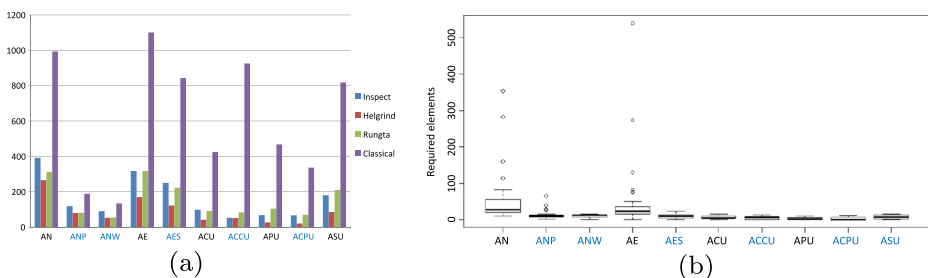 1200
1000
800
600
400
200
0
AN ANP ANW AE AES ACU ACCU APU ACPU ASU
Inspect
Helgrind
Rungta
Classical
(a)
Required elements
500
400
300
200
100
0
AN ANP ANW AE AES ACU ACCU APU ACPU ASU
(b)